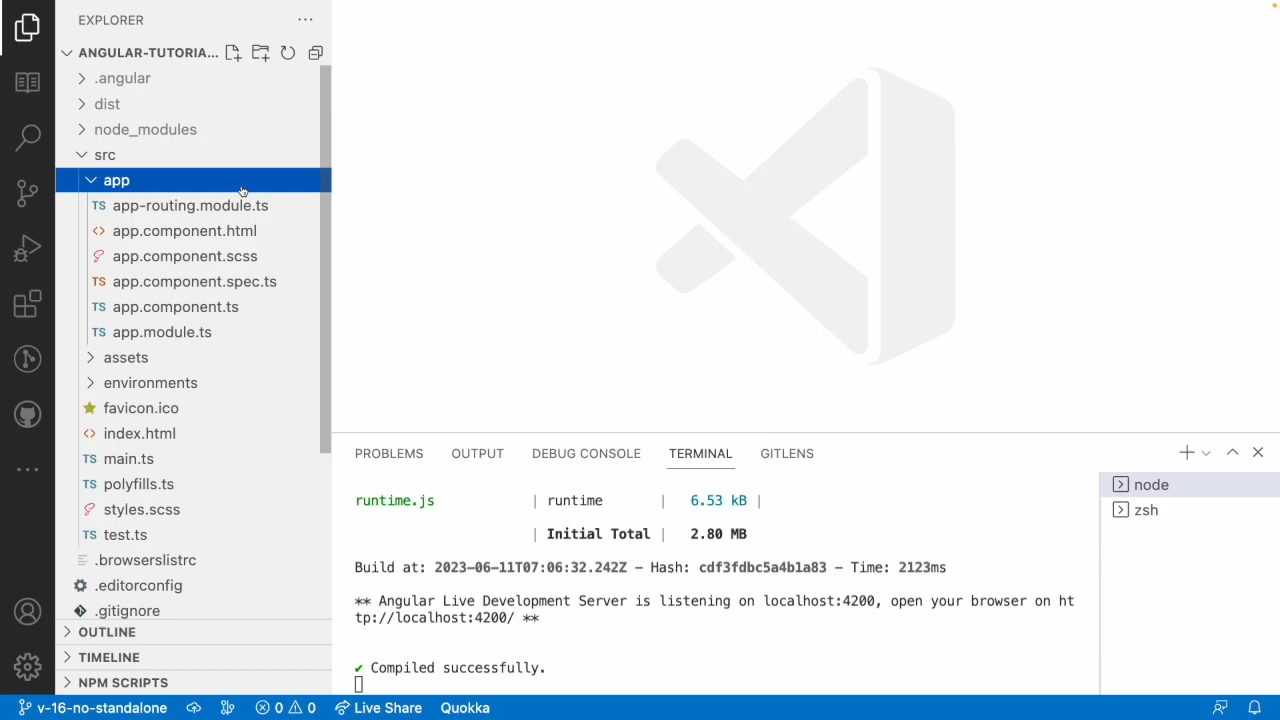 EXPLORER
ANGULAR-TUTORIA...
.angular
dist
node_modules
src
app
TS app-routing.module.ts
<> app.component.html
app.component.scss
TS app.component.spec.ts
TS app.component.ts
TS app.module.ts
assets
environments
favicon.ico
<> index.html
TS main.ts
TS polyfills.ts
styles.scss
TS test.ts
.browserslistrc
.editorconfig
.gitignore
OUTLINE
TIMELINE
NPM SCRIPTS
PROBLEMS OUTPUT DEBUG CONSOLE TERMINAL GITLENS
runtime.js | runtime | 6.53 kB |
| Initial Total | 2.80 MB
Build at: 2023-06-11T07:06:32.242Z - Hash: cdf3fdbc5a4b1a83 - Time: 2123ms
** Angular Live Development Server is listening on localhost:4200, open your browser on ht
tp://localhost:4200/ **
✔ Compiled successfully.
node
zsh
v-16-no-standalone 0 0 Live Share Quokka